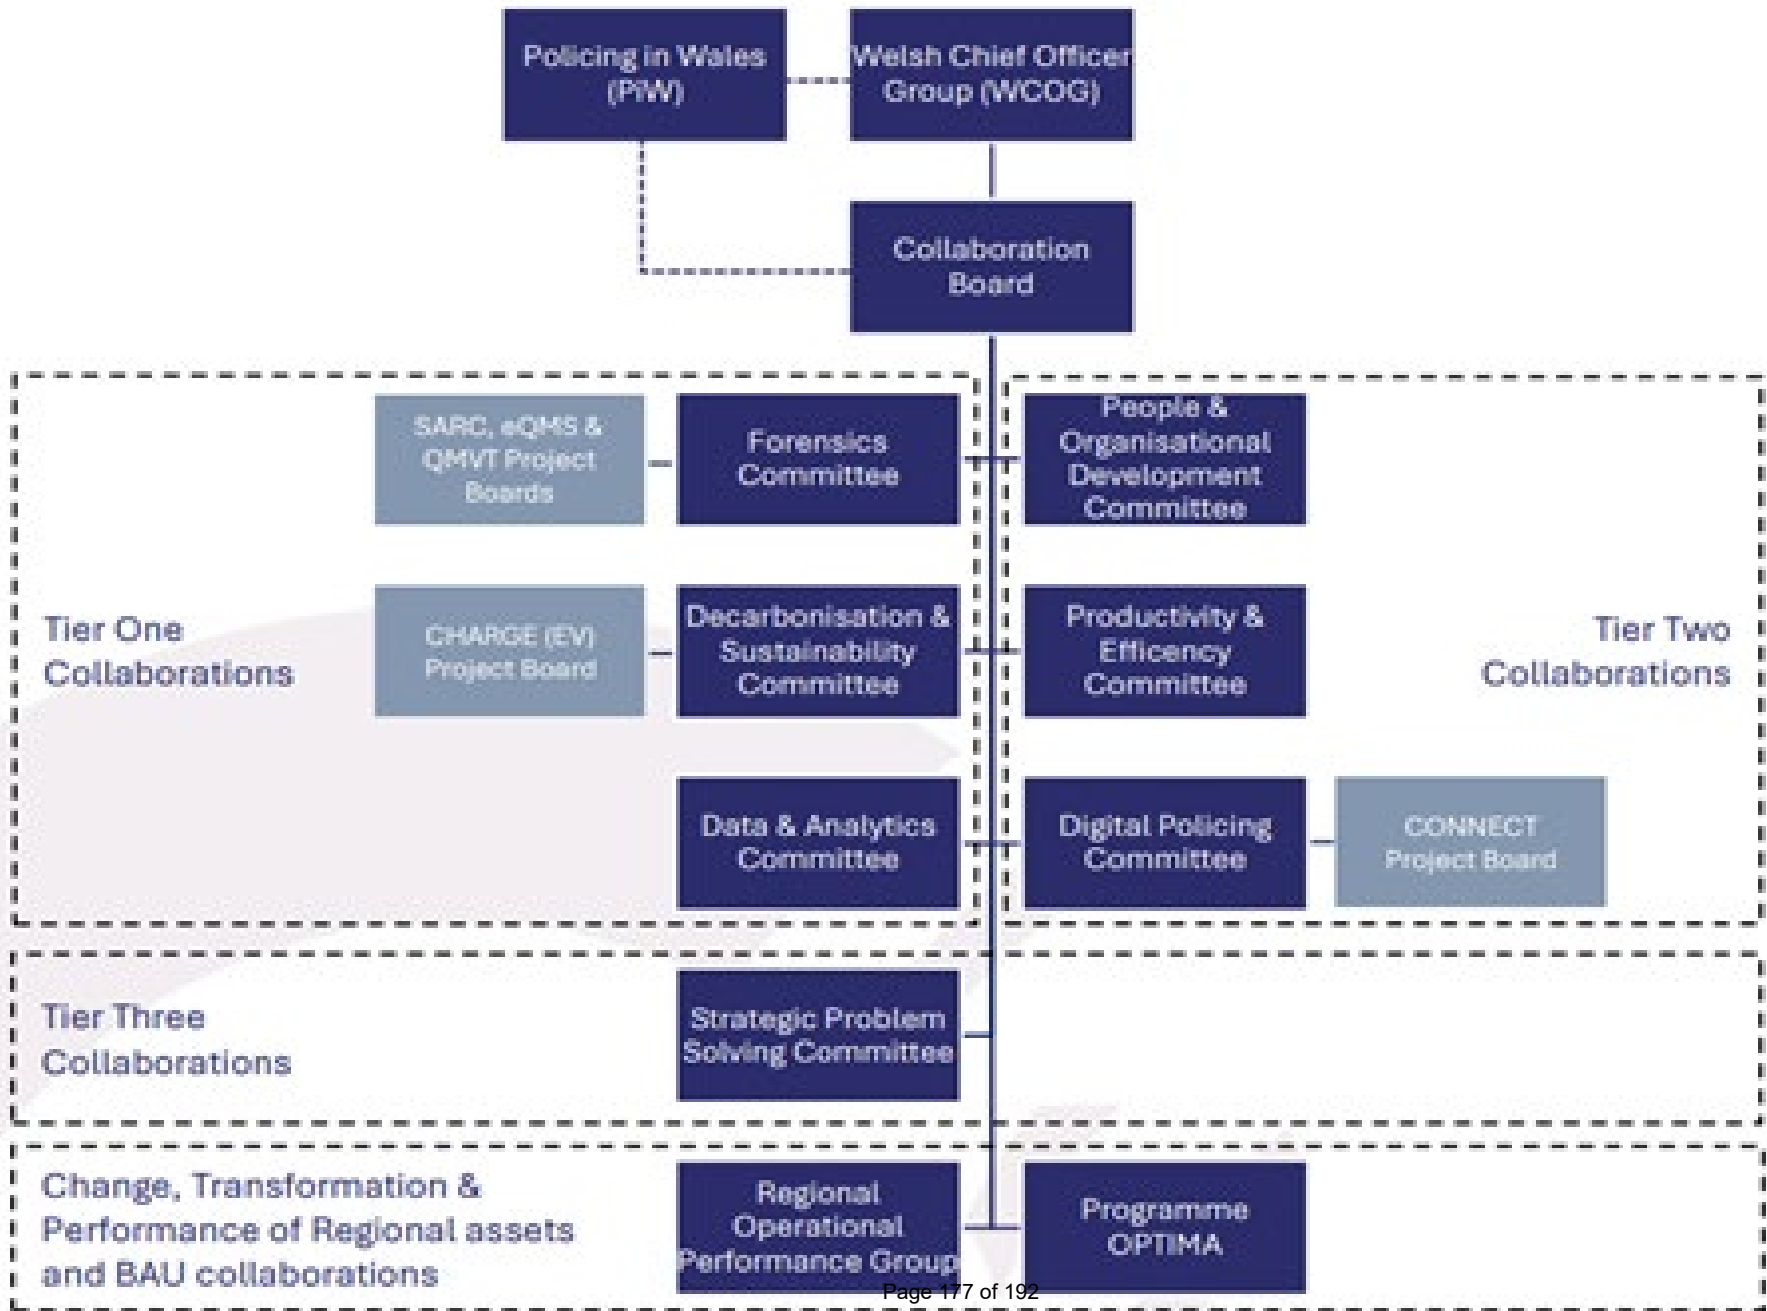 Policing in Wales
(PiW)
Welsh Chief Officer
Group (WCOG)
Collaboration
Board
SARC, eQMS &
QMVT Project
Boards
Forensics
Committee
People &
Organisational
Development
Committee
Tier One
Collaborations
CHARGE (EV)
Project Board
Decarbonisation &
Sustainability
Committee
Productivity &
Efficency
Committee
Tier Two
Collaborations
Data & Analytics
Committee
Digital Policing
Committee
CONNECT
Project Board
Tier Three
Collaborations
Strategic Problem
Solving Committee
Change, Transformation &
Performance of Regional assets
and BAU collaborations
Regional
Operational
Performance Group
Programme
OPTIMA
Page 177 of 192